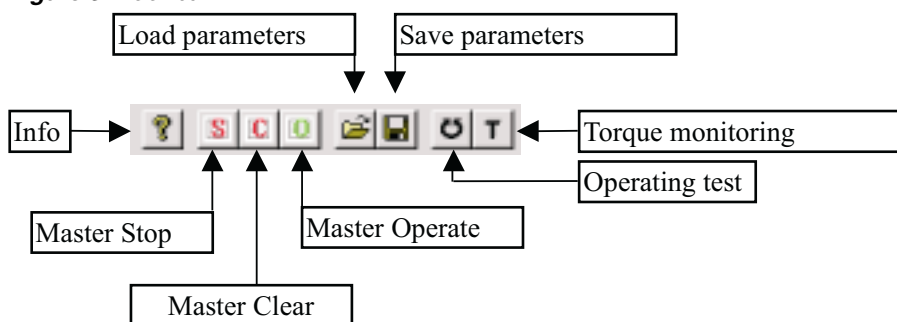 Load parameters
Save parameters
Info
?
S
C
O
T
Torque monitoring
Operating test
Master Stop
Master Operate
Master Clear